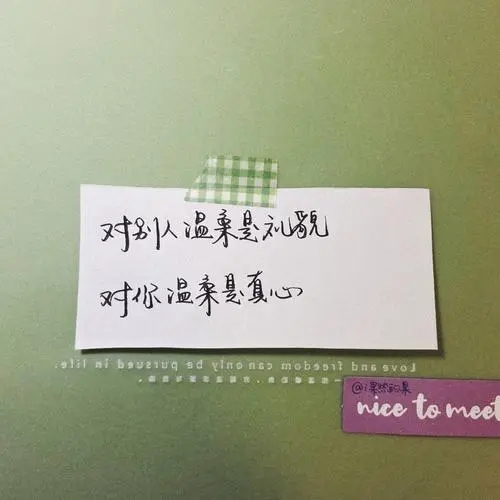 对别人温柔是礼貌
对你温柔是真心
Love and freedom can only be pursued in life.
nice to meet